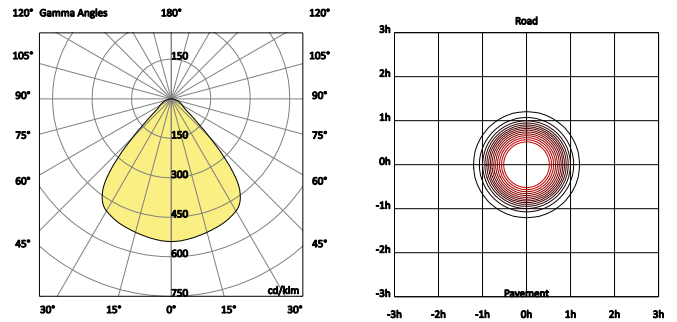 120° Gamma Angles 180° 120°
105° 150 105°
90° 90°
75° 150 75°
60° 300 60°
45° 450 45°
600
750 cd/klm
30° 15° 0° 15° 30°
Road
3h
2h
1h
0h
-1h
-2h
-3h Pavement
-3h -2h -1h 0h 1h 2h 3h